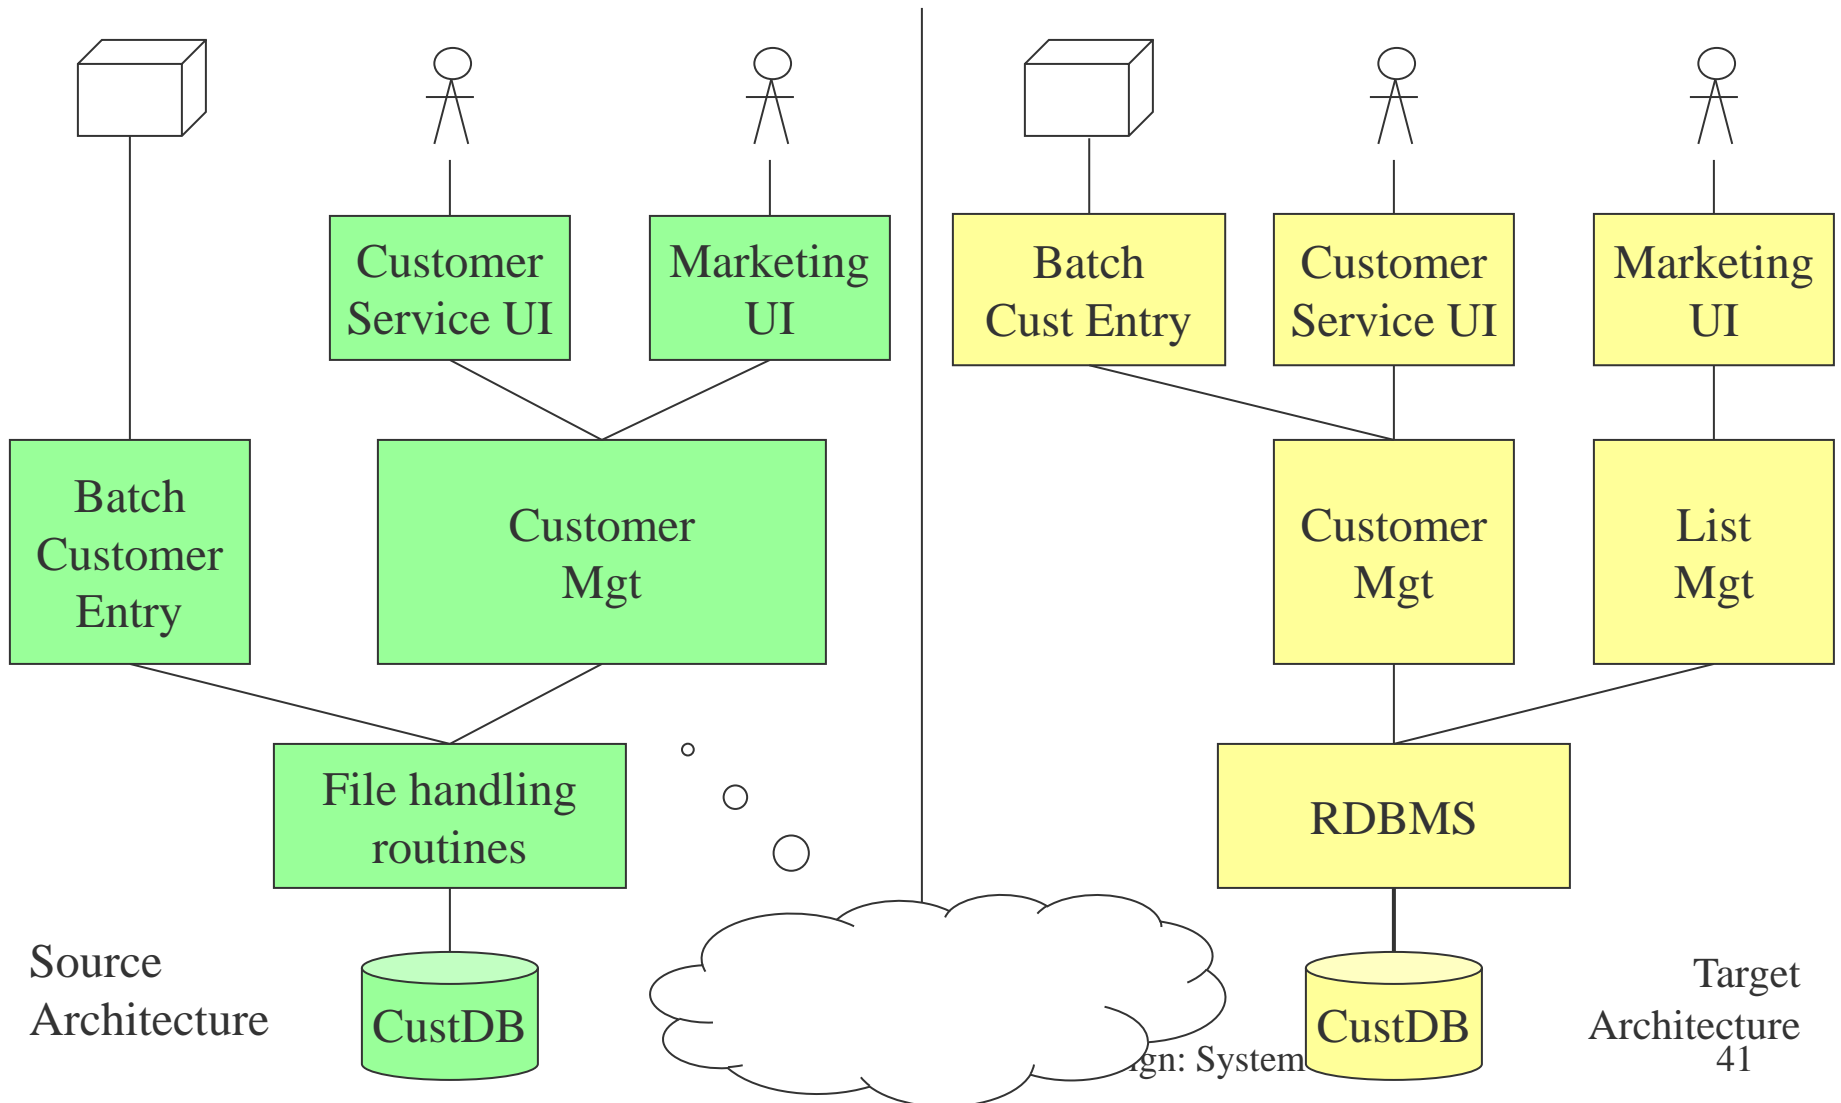 Customer
Service UI
Marketing
UI
Batch
Customer
Entry
Customer
Mgt
File handling
routines
CustDB
Source
Architecture
Batch
Cust Entry
Customer
Service UI
Marketing
UI
Customer
Mgt
List
Mgt
RDBMS
CustDB
Target
Architecture
System
41